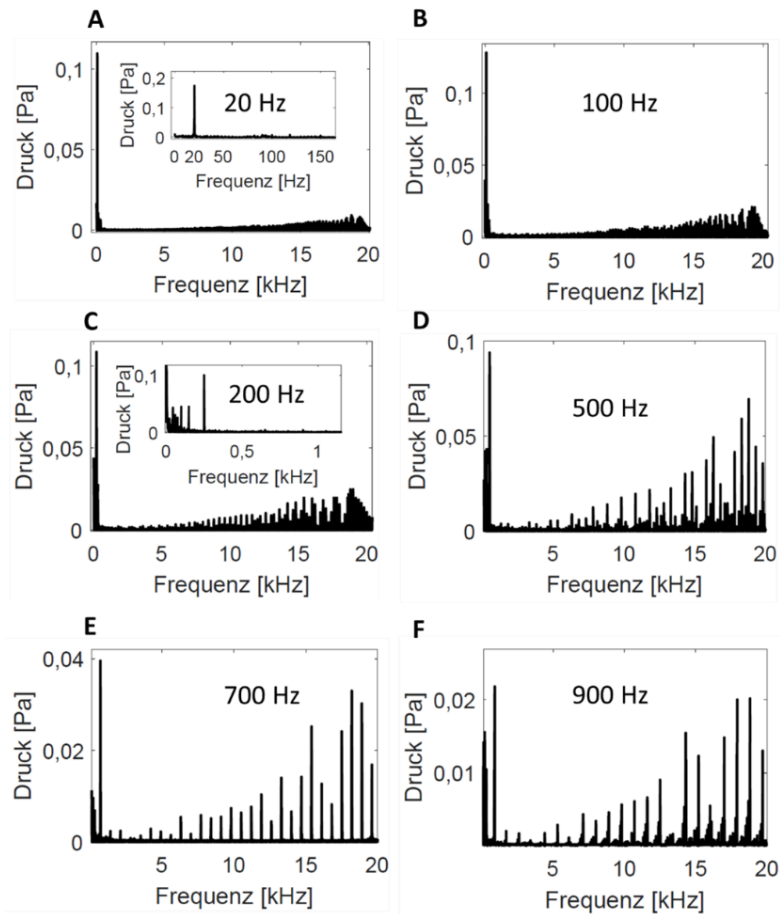 A
Druck [Pa]
0,1
0,05
0
0 5 10 15 20
Frequenz [kHz]
Druck [Pa]
0,2
0,1
0
20 Hz
0 20 50 100 150
Frequenz [Hz]
B
Druck [Pa]
0,1
0,05
0
100 Hz
0 5 10 15 20
Frequenz [kHz]
C
Druck [Pa]
0,1
0,05
0
0 5 10 15 20
Frequenz [kHz]
Druck [Pa]
0,1
0
200 Hz
0 0,5 1
Frequenz [kHz]
D
Druck [Pa]
0,1
0,05
0
500 Hz
0 5 10 15 20
Frequenz [kHz]
E
Druck [Pa]
0,04
0,02
0
700 Hz
0 5 10 15 20
Frequenz [kHz]
F
Druck [Pa]
0,02
0,01
0
900 Hz
0 5 10 15 20
Frequenz [kHz]